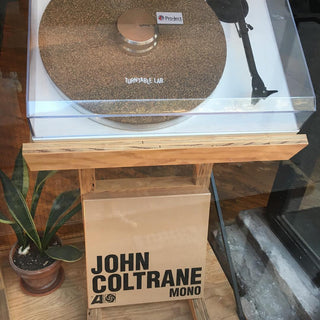 Pro-Ject
TURNTABLE LAB
JOHN
COLTRANE
MONO